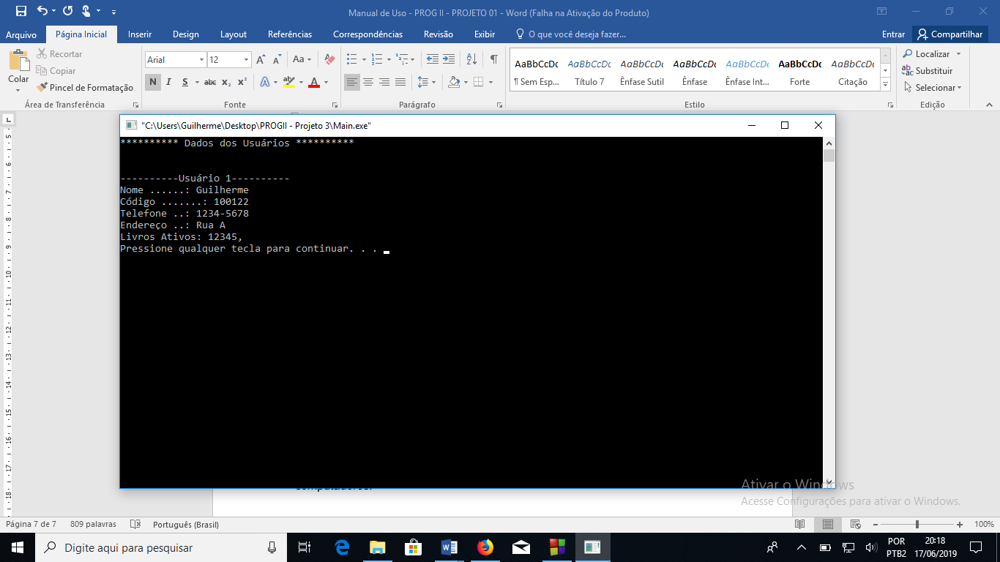 Manual de Uso - PROG II - PROJETO 01 - Word (Falha na Ativação do Produto)
Arquivo Página Inicial Inserir Design Layout Referências Correspondências Revisão Exibir O que você deseja fazer... Entrar Compartilhar
Colar
Recortar
Copiar
Pincel de Formatação
Área de Transferência
Arial 12
N I S abc x₂ x²
Fonte
Parágrafo
AaBbCcDc AaBbCcDc AaBbCcDc AaBbCcDc AaBbCcDc AaBbCcDc AaBbCcDc
¶ Sem Esp... Título 7 Ênfase Sutil Ênfase Ênfase Int... Forte Citação
Estilo
Localizar
Substituir
Selecionar
Edição
"C:\Users\Guilherme\Desktop\PROGII - Projeto 3\Main.exe"
********** Dados dos Usuários **********
----------Usuário 1----------
Nome ......: Guilherme
Código .......: 100122
Telefone ..: 1234-5678
Endereço ..: Rua A
Livros Ativos: 12345,
Pressione qualquer tecla para continuar. . .
Ativar o Windows
Acesse Configurações para ativar o Windows.
Página 7 de 7 809 palavras Português (Brasil) 100%
Digite aqui para pesquisar
POR
PTB2
20:18
17/06/2019